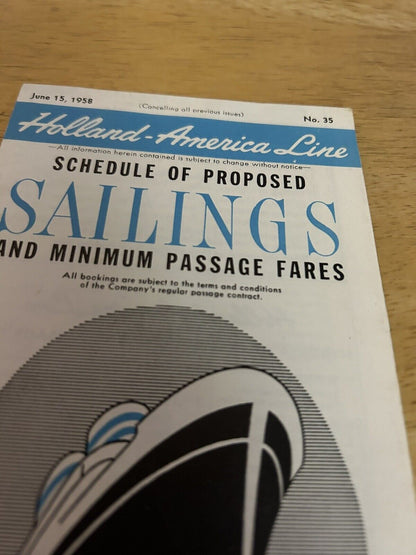 June 15, 1958
(Cancelling all previous issues)
No. 35
Holland-America Line
—All information herein contained is subject to change without notice—
SCHEDULE OF PROPOSED
SAILINGS
AND MINIMUM PASSAGE FARES
All bookings are subject to the terms and conditions
of the Company's regular passage contract.